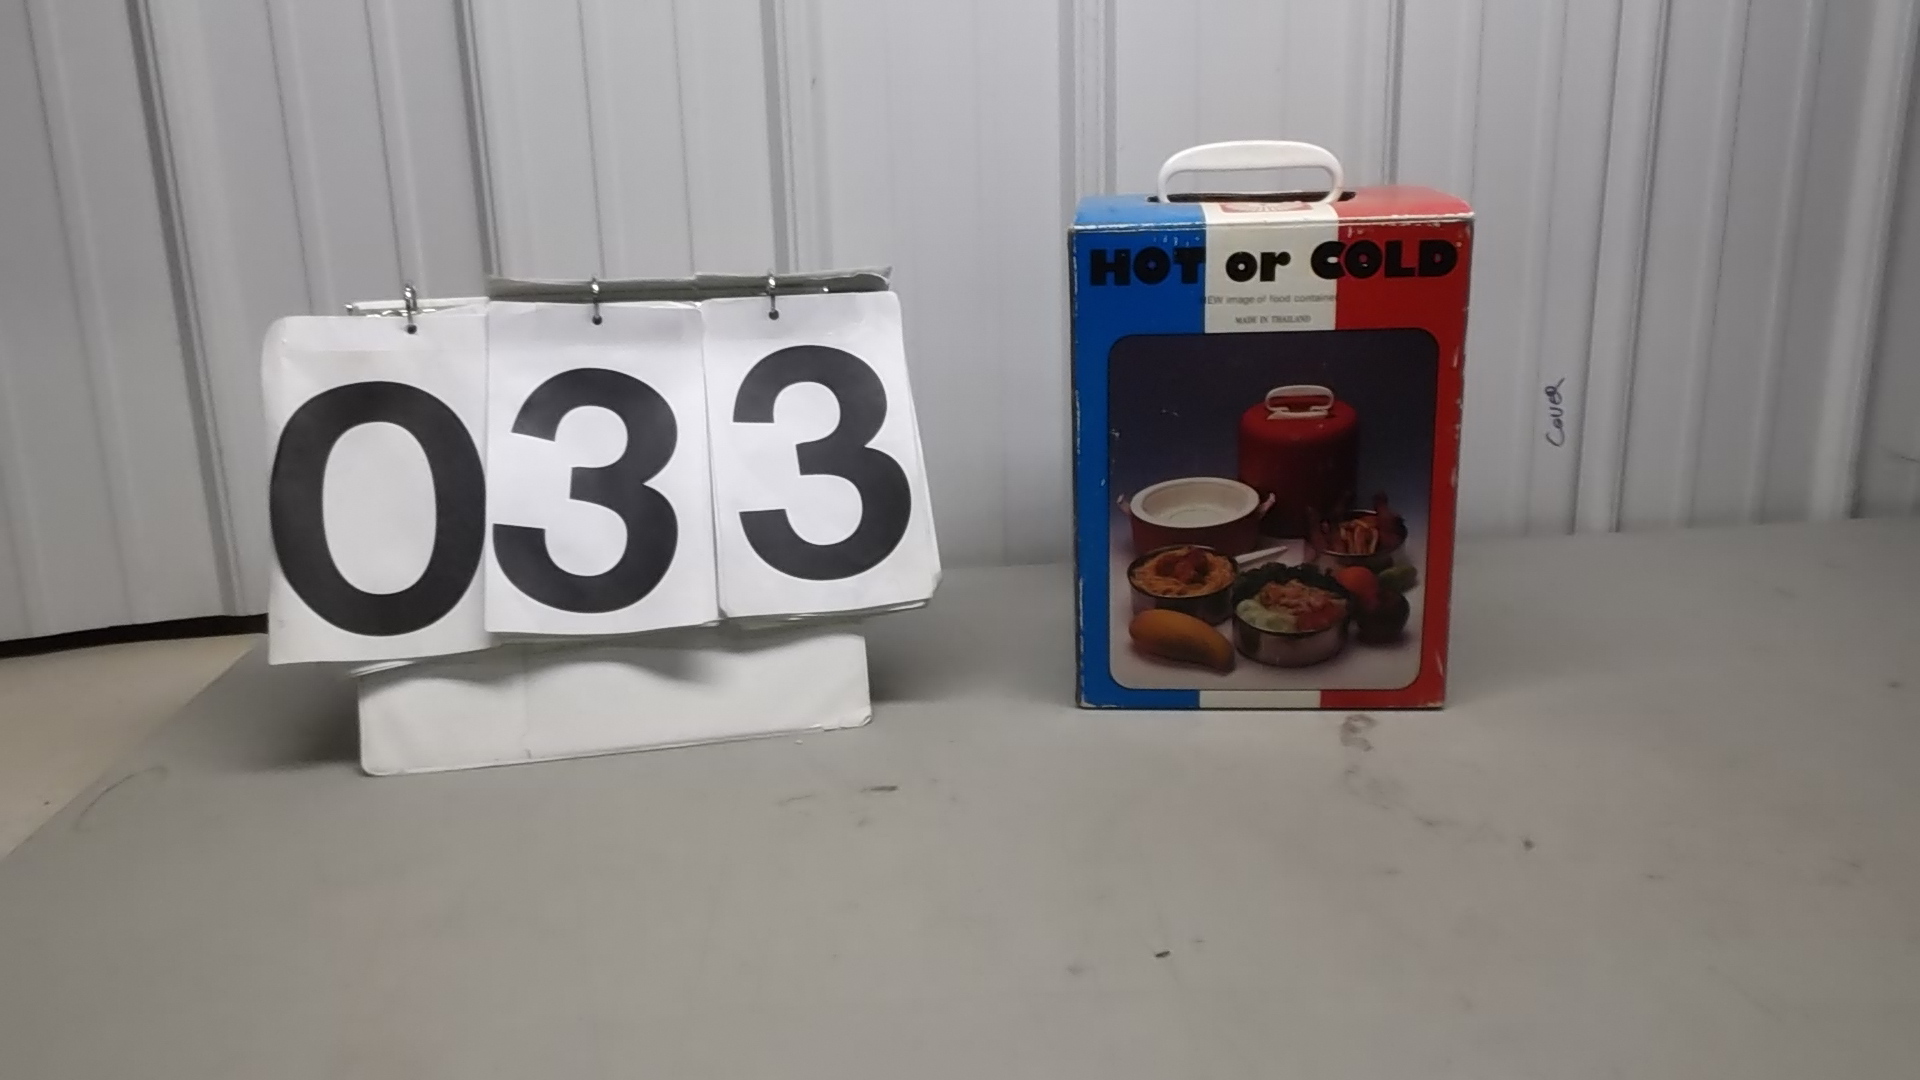 033
HOT or COLD
NEW image of food container
MADE IN THAILAND
Cover